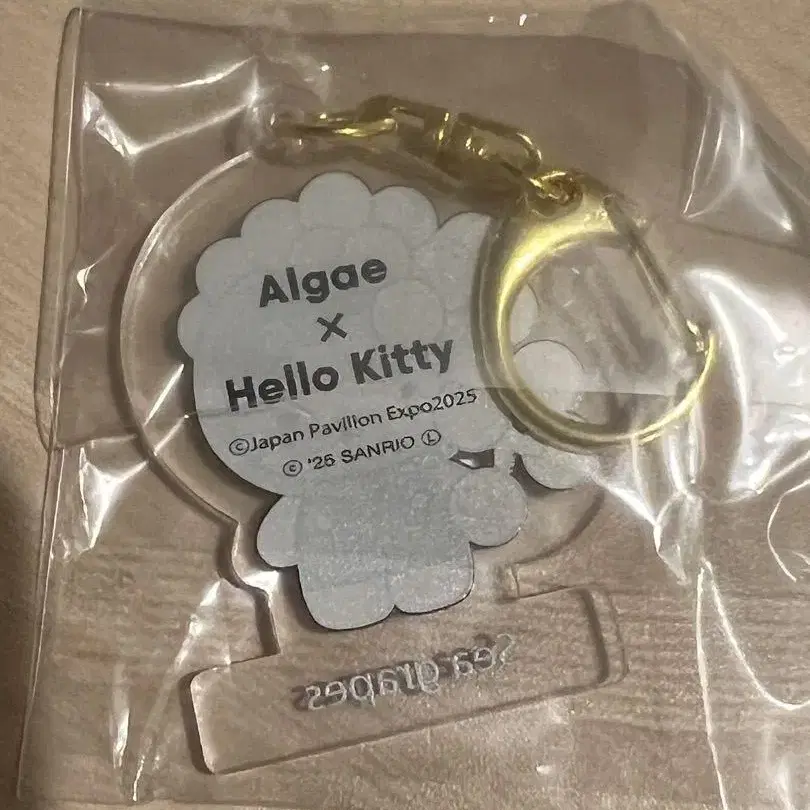 Algae
×
Hello Kitty
©Japan Pavilion Expo2025
© '25 SANRIO Ⓛ
Sea grapes